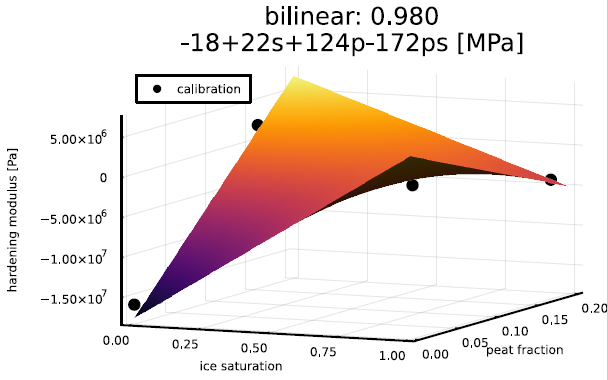 bilinear: 0.980
-18+22s+124p-172ps [MPa]
calibration
hardening modulus [Pa]
5.00×10⁶
0
−5.00×10⁶
−1.00×10⁷
−1.50×10⁷
0.00
0.25
0.50
0.75
1.00
ice saturation
0.00
0.05
0.10
0.15
0.20
peat fraction